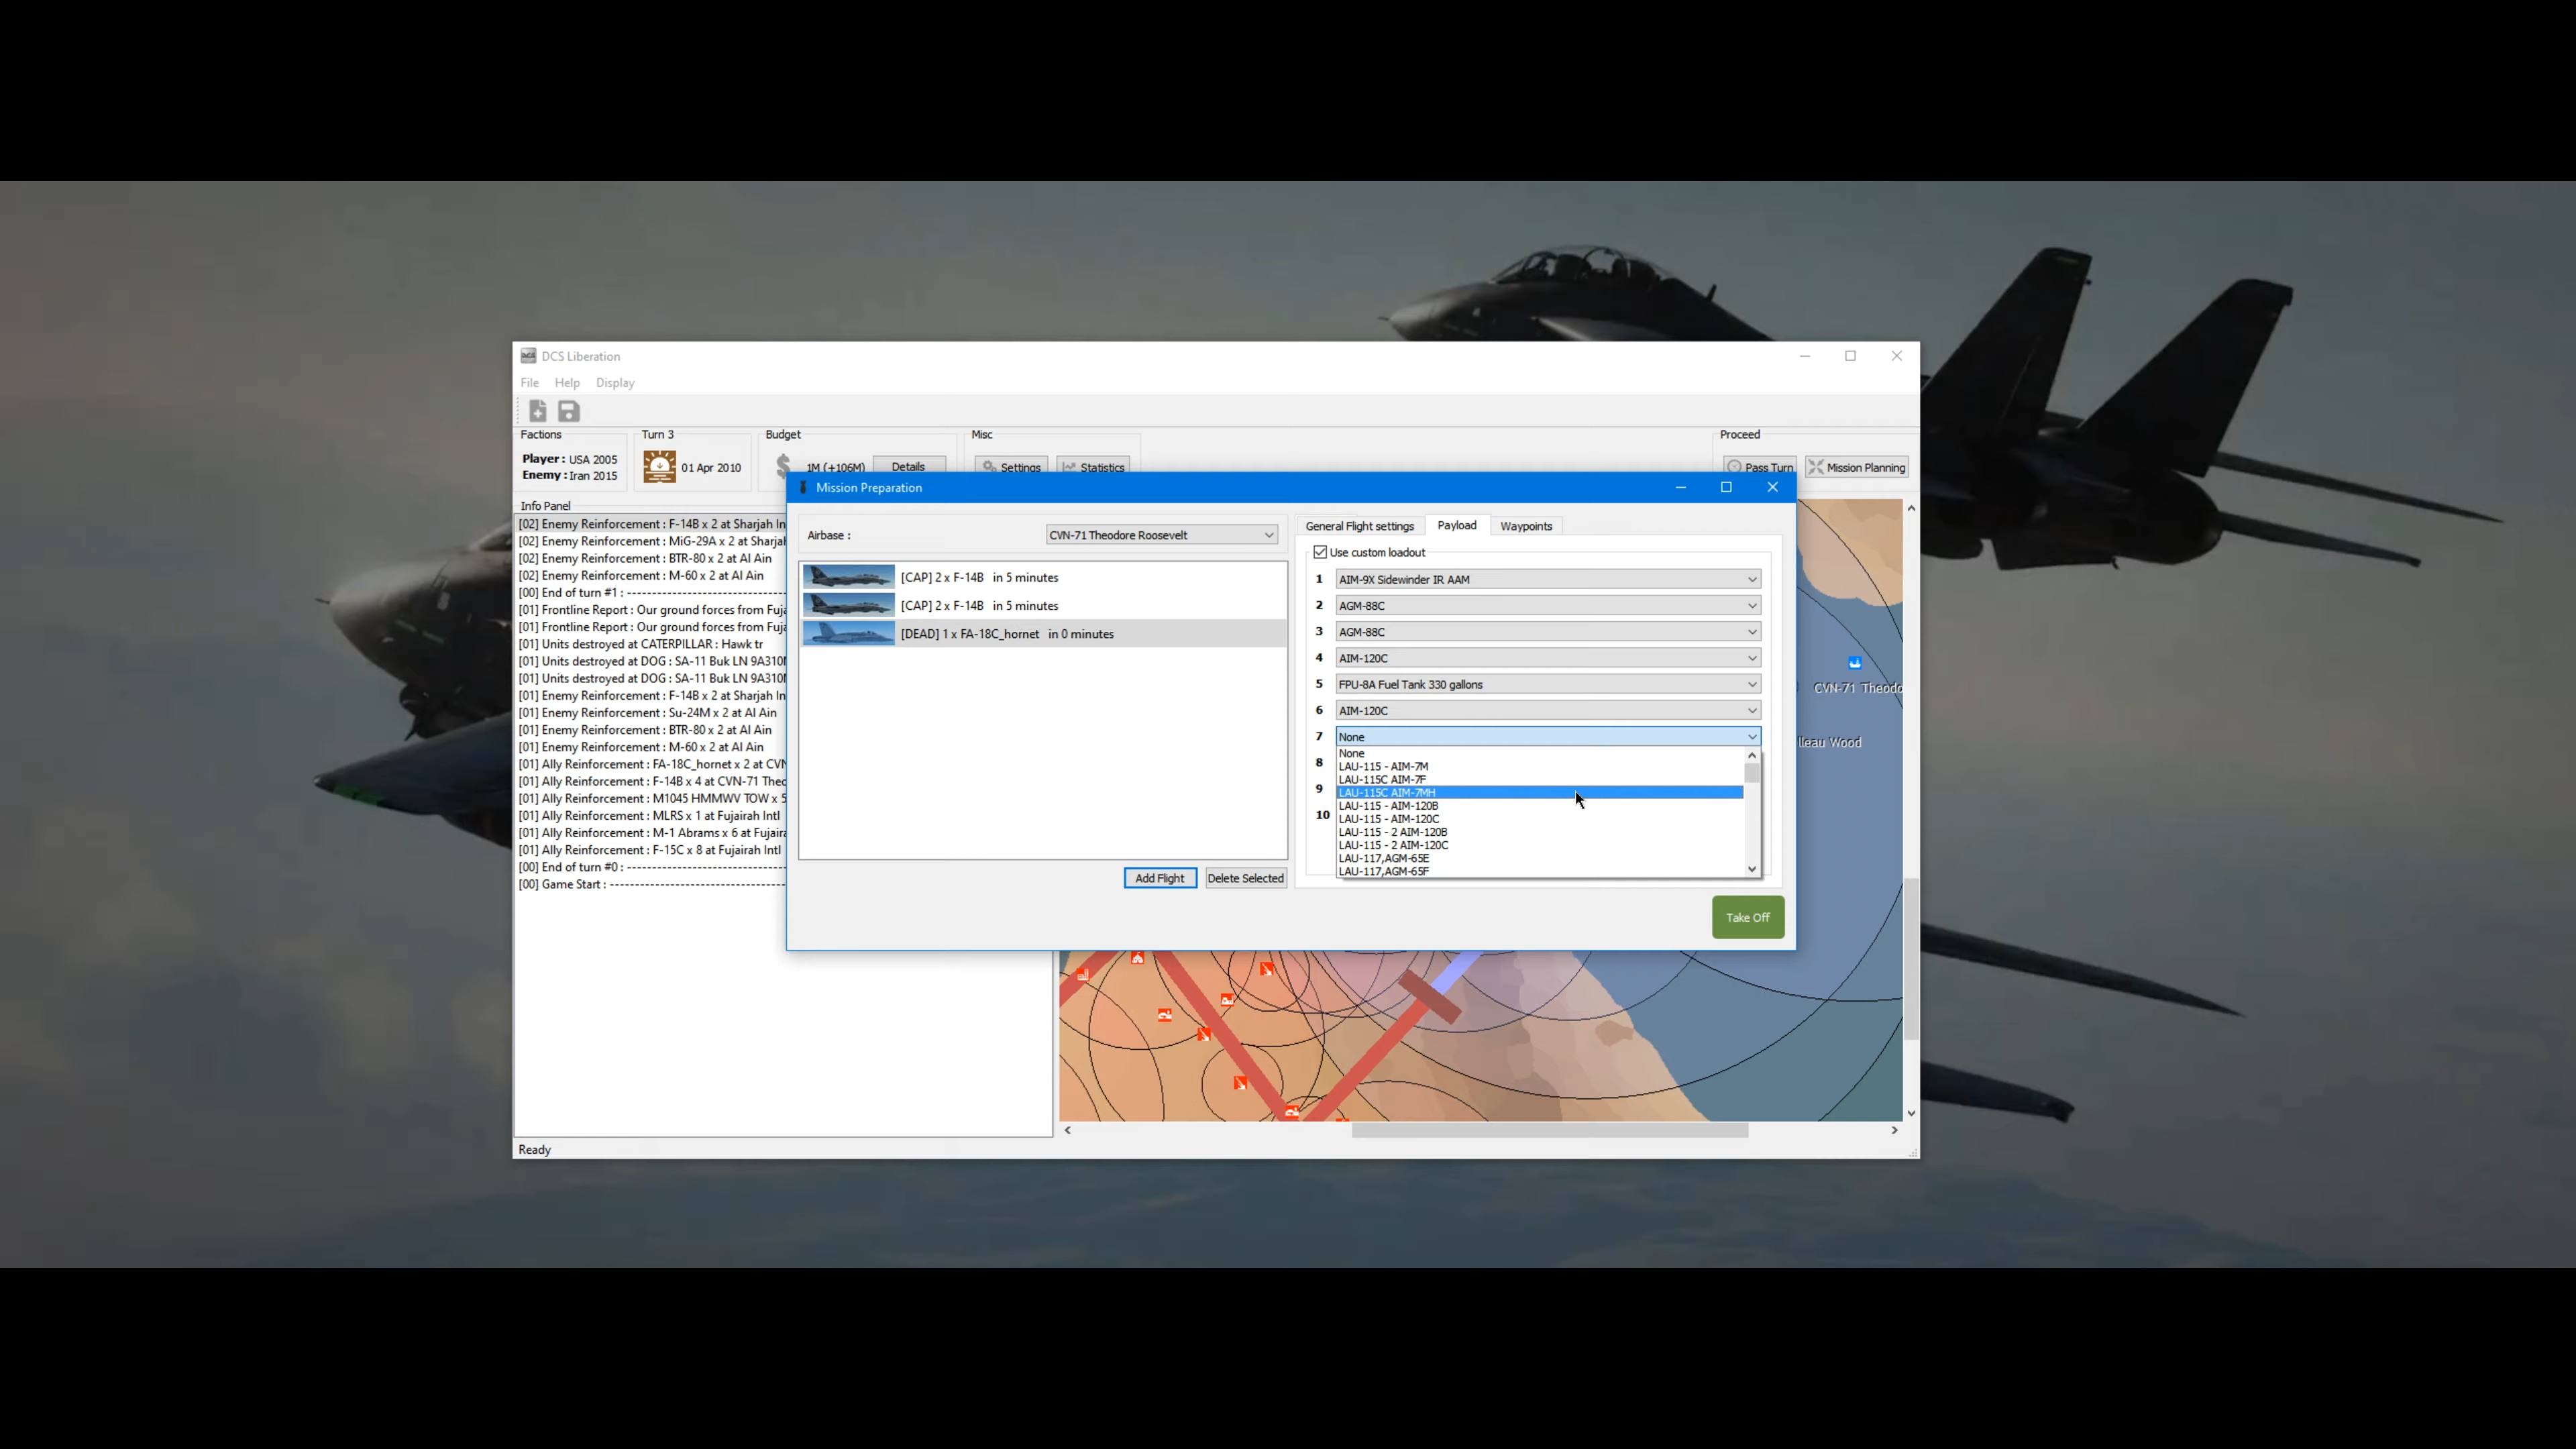 DCS Liberation
File Help Display
Factions
Player : USA 2005
Enemy : Iran 2015
Turn 3
01 Apr 2010
Budget
1M (+106M)
Details
Misc
Settings
Statistics
Proceed
Pass Turn
Mission Planning
Info Panel
[02] Enemy Reinforcement : F-14B x 2 at Sharjah In
[02] Enemy Reinforcement : MiG-29A x 2 at Sharjah
[02] Enemy Reinforcement : BTR-80 x 2 at Al Ain
[02] Enemy Reinforcement : M-60 x 2 at Al Ain
[00] End of turn #1 : 
[01] Frontline Report : Our ground forces from Fuja
[01] Frontline Report : Our ground forces from Fuja
[01] Units destroyed at CATERPILLAR : Hawk tr
[01] Units destroyed at DOG : SA-11 Buk LN 9A310M
[01] Units destroyed at DOG : SA-11 Buk LN 9A310M
[01] Enemy Reinforcement : F-14B x 2 at Sharjah In
[01] Enemy Reinforcement : Su-24M x 2 at Al Ain
[01] Enemy Reinforcement : BTR-80 x 2 at Al Ain
[01] Enemy Reinforcement : M-60 x 2 at Al Ain
[01] Ally Reinforcement : FA-18C_hornet x 2 at CVN
[01] Ally Reinforcement : F-14B x 4 at CVN-71 Theo
[01] Ally Reinforcement : M1045 HMMWV TOW x 5
[01] Ally Reinforcement : MLRS x 1 at Fujairah Intl
[01] Ally Reinforcement : M-1 Abrams x 6 at Fujaira
[01] Ally Reinforcement : F-15C x 8 at Fujairah Intl
[00] End of turn #0 : 
[00] Game Start : 
Ready
Mission Preparation
Airbase :
CVN-71 Theodore Roosevelt
[CAP] 2 x F-14B in 5 minutes
[CAP] 2 x F-14B in 5 minutes
[DEAD] 1 x FA-18C_hornet in 0 minutes
Add Flight
Delete Selected
General Flight settings
Payload
Waypoints
Use custom loadout
1 AIM-9X Sidewinder IR AAM
2 AGM-88C
3 AGM-88C
4 AIM-120C
5 FPU-8A Fuel Tank 330 gallons
6 AIM-120C
7 None
8
9
10
None
LAU-115 - AIM-7M
LAU-115C AIM-7F
LAU-115C AIM-7MH
LAU-115 - AIM-120B
LAU-115 - AIM-120C
LAU-115 - 2 AIM-120B
LAU-115 - 2 AIM-120C
LAU-117,AGM-65E
LAU-117,AGM-65F
Take Off
CVN-71 Theodo
lleau Wood